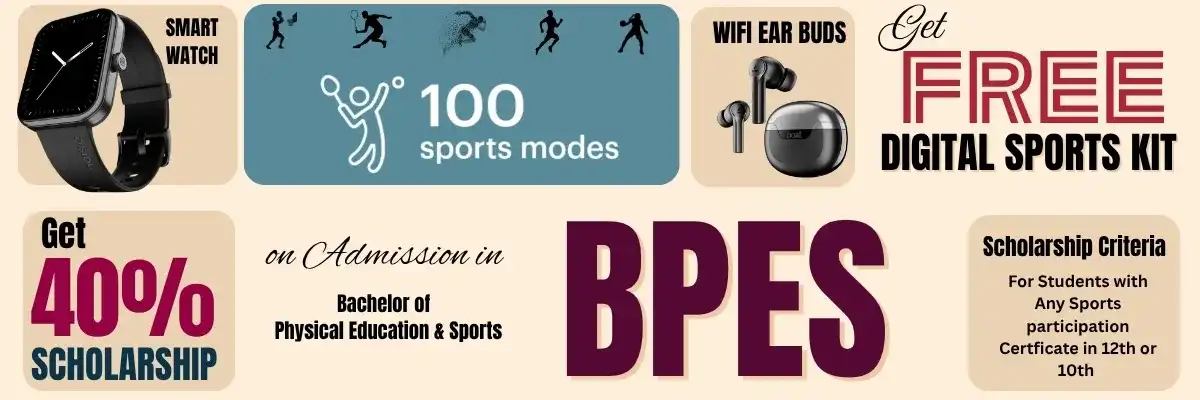 SMART
WATCH
100
sports modes
WIFI EAR BUDS
boAt
Get
FREE
DIGITAL SPORTS KIT
Get
40%
SCHOLARSHIP
on Admission in
Bachelor of
Physical Education & Sports
BPES
Scholarship Criteria
For Students with
Any Sports
participation
Certficate in 12th or
10th